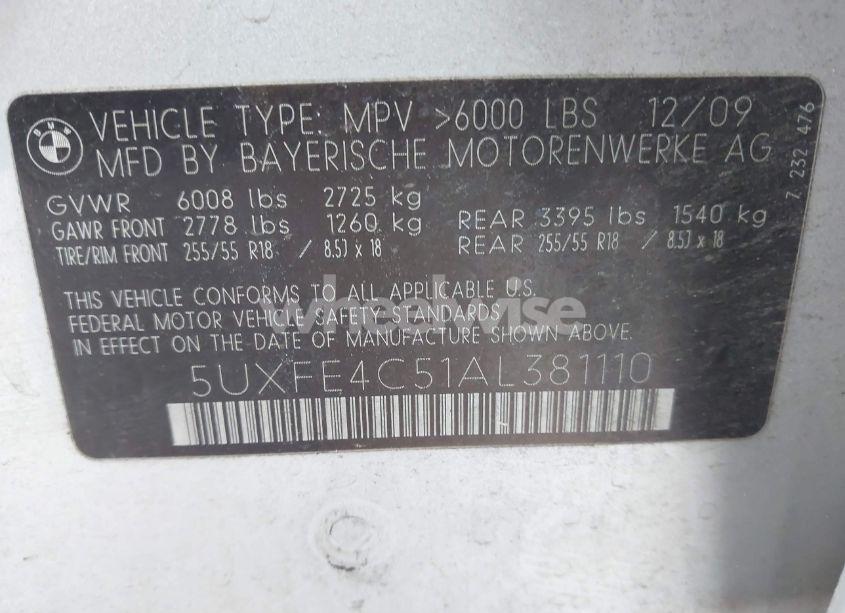 BMW
VEHICLE TYPE: MPV >6000 LBS 12/09
MFD BY BAYERISCHE MOTORENWERKE AG
7 232 476
GVWR 6008 lbs 2725 kg
GAWR FRONT 2778 lbs 1260 kg REAR 3395 lbs 1540 kg
TIRE/RIM FRONT 255/55 R18 / 8.5J x 18 REAR 255/55 R18 / 8.5J x 18
THIS VEHICLE CONFORMS TO ALL APPLICABLE U.S.
FEDERAL MOTOR VEHICLE SAFETY STANDARDS
IN EFFECT ON THE DATE OF MANUFACTURE SHOWN ABOVE.
wheelwise
5UXFE4C51AL381110